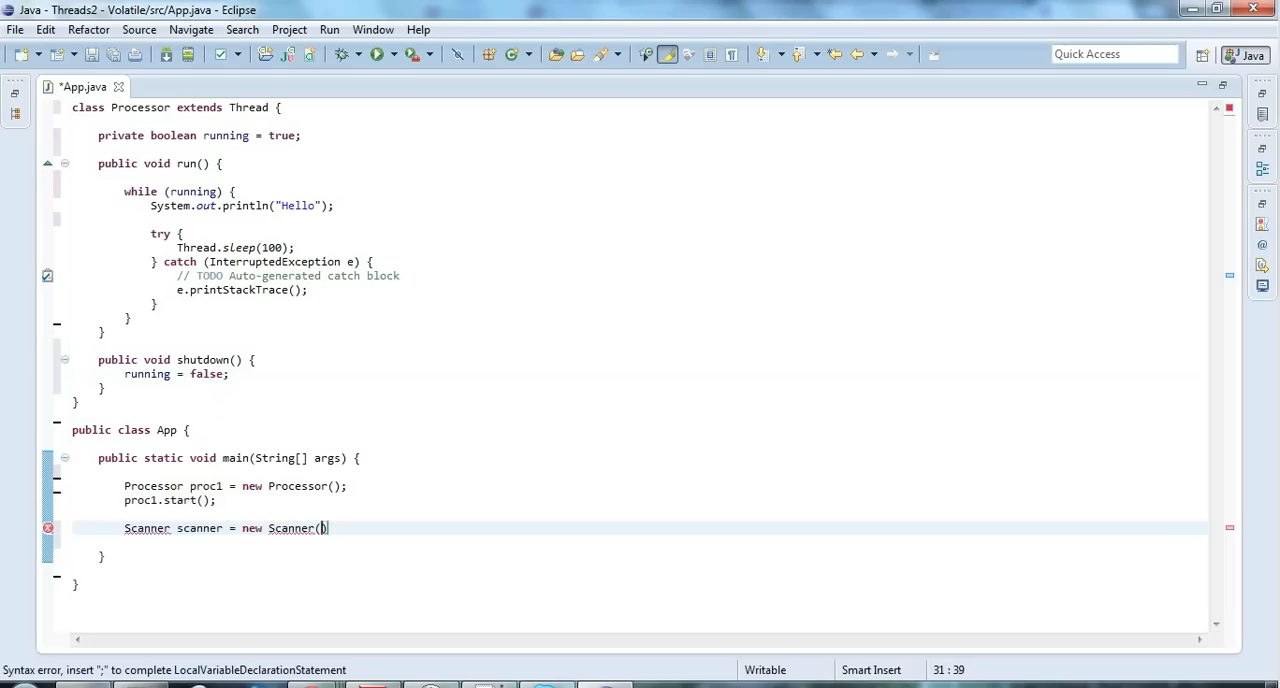 Java - Threads2 - Volatile/src/App.java - Eclipse
File Edit Refactor Source Navigate Search Project Run Window Help
Quick Access
Java
*App.java
class Processor extends Thread {
private boolean running = true;
public void run() {
while (running) {
System.out.println("Hello");
try {
Thread.sleep(100);
} catch (InterruptedException e) {
// TODO Auto-generated catch block
e.printStackTrace();
}
}
}
public void shutdown() {
running = false;
}
}
public class App {
public static void main(String[] args) {
Processor proc1 = new Processor();
proc1.start();
Scanner scanner = new Scanner()
}
}
Syntax error, insert ";" to complete LocalVariableDeclarationStatement
Writable
Smart Insert
31 : 39